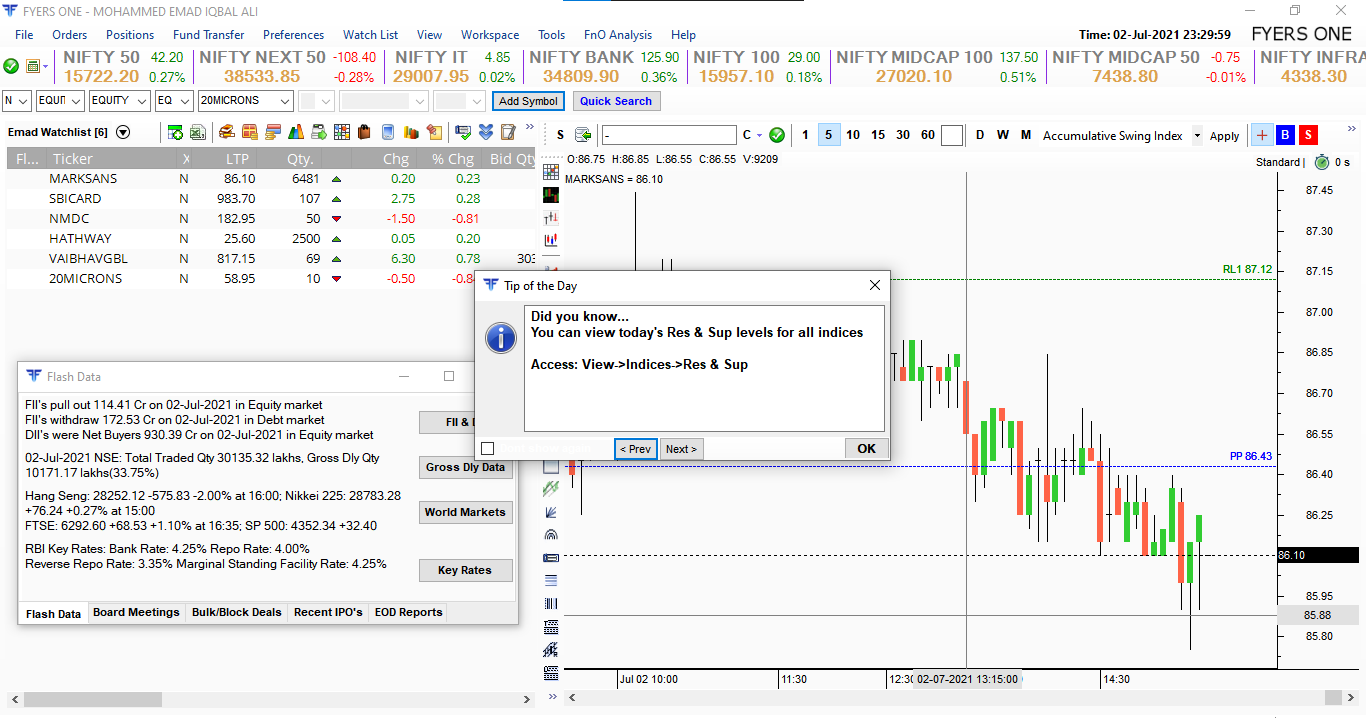 FYERS ONE - MOHAMMED EMAD IQBAL ALI
File Orders Positions Fund Transfer Preferences Watch List View Workspace Tools FnO Analysis Help Time: 02-Jul-2021 23:29:59 FYERS ONE
NIFTY 50 42.20 NIFTY NEXT 50 -108.40 NIFTY IT 4.85 NIFTY BANK 125.90 NIFTY 100 29.00 NIFTY MIDCAP 100 137.50 NIFTY MIDCAP 50 -0.75 NIFTY INFRA
15722.20 0.27% 38533.85 -0.28% 29007.95 0.02% 34809.90 0.36% 15957.10 0.18% 27020.10 0.51% 7438.80 -0.01% 4338.30
N EQUIT EQUITY EQ 20MICRONS Add Symbol Quick Search
Emad Watchlist [6]
Fl... Ticker X LTP Qty. Chg % Chg Bid Qty
MARKSANS N 86.10 6481 0.20 0.23
SBICARD N 983.70 107 2.75 0.28
NMDC N 182.95 50 -1.50 -0.81
HATHWAY N 25.60 2500 0.05 0.20
VAIBHAVGBL N 817.15 69 6.30 0.78 303
20MICRONS N 58.95 10 -0.50 -0.84
S - C 1 5 10 15 30 60 D W M Accumulative Swing Index Apply + B S
O:86.75 H:86.85 L:86.55 C:86.55 V:9209
Standard | 0 s
MARKSANS = 86.10
87.45
87.30
RL1 87.12
87.15
87.00
86.85
86.70
86.55
PP 86.43
86.40
86.25
86.10
85.95
85.88
85.80
Jul 02 10:00 11:30 12:30 02-07-2021 13:15:00 14:30
Tip of the Day
Did you know...
You can view today's Res & Sup levels for all indices
Access: View->Indices->Res & Sup
< Prev Next > OK
Flash Data
FII's pull out 114.41 Cr on 02-Jul-2021 in Equity market
FII's withdraw 172.53 Cr on 02-Jul-2021 in Debt market
DII's were Net Buyers 930.39 Cr on 02-Jul-2021 in Equity market
FII & 
02-Jul-2021 NSE: Total Traded Qty 30135.32 lakhs, Gross Dly Qty
10171.17 lakhs(33.75%)
Gross Dly Data
Hang Seng: 28252.12 -575.83 -2.00% at 16:00; Nikkei 225: 28783.28
+76.24 +0.27% at 15:00
FTSE: 6292.60 +68.53 +1.10% at 16:35; SP 500: 4352.34 +32.40
World Markets
RBI Key Rates: Bank Rate: 4.25% Repo Rate: 4.00%
Reverse Repo Rate: 3.35% Marginal Standing Facility Rate: 4.25%
Key Rates
Flash Data Board Meetings Bulk/Block Deals Recent IPO's EOD Reports